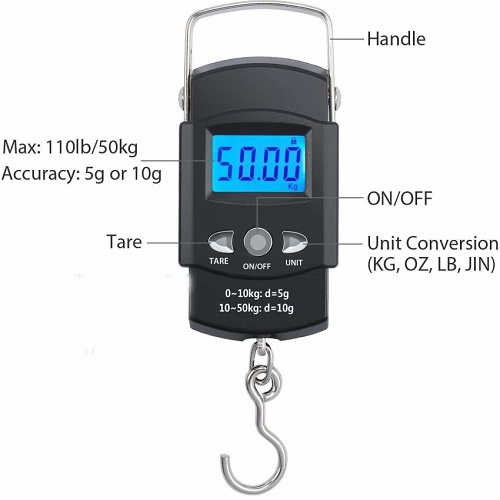 Handle
Max: 110lb/50kg
Accuracy: 5g or 10g
50.00
Kg
ON/OFF
Tare
Unit Conversion
(KG, OZ, LB, JIN)
TARE
ON/OFF
UNIT
0~10kg: d=5g
10~50kg: d=10g